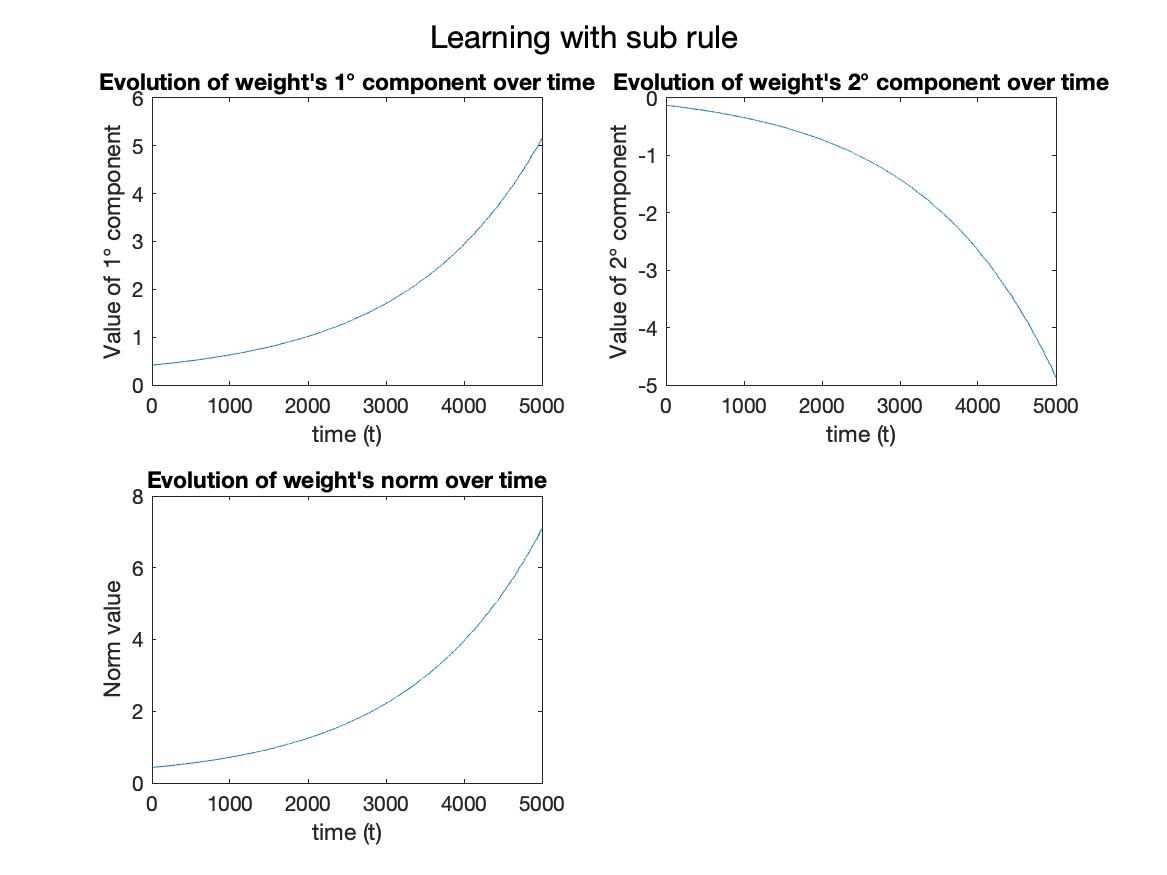 Learning with sub rule
Evolution of weight's 1° component over time
Value of 1° component
6
5
4
3
2
1
0
0 1000 2000 3000 4000 5000
time (t)
Evolution of weight's 2° component over time
Value of 2° component
0
-1
-2
-3
-4
-5
0 1000 2000 3000 4000 5000
time (t)
Evolution of weight's norm over time
Norm value
8
6
4
2
0
0 1000 2000 3000 4000 5000
time (t)